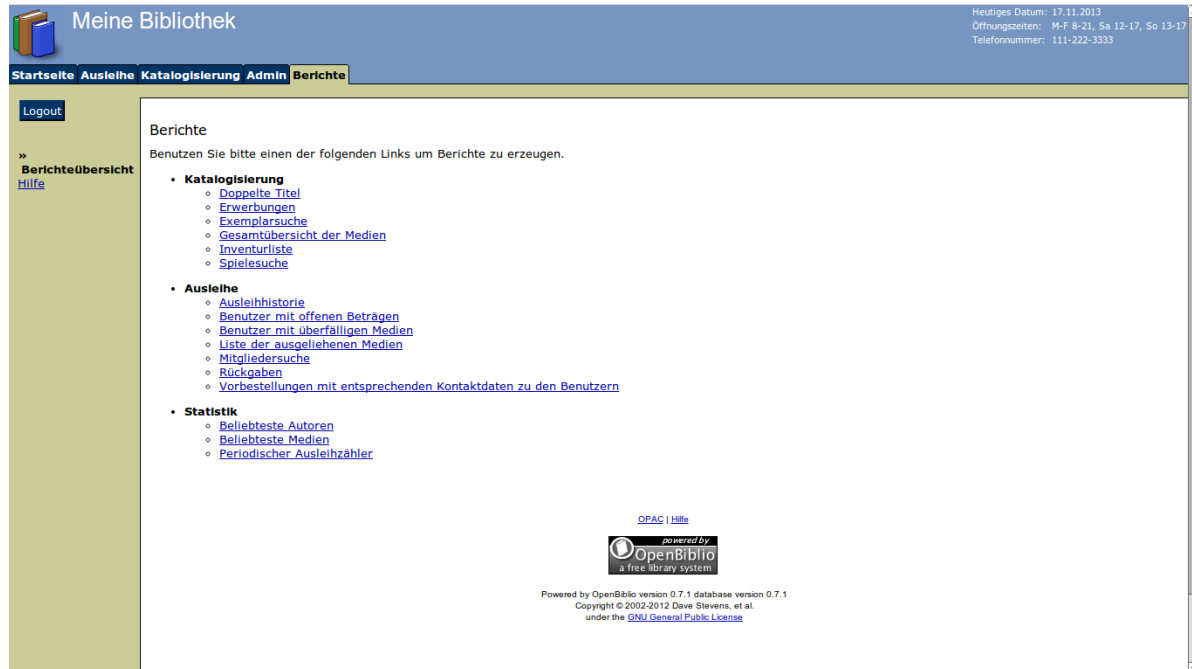 Meine Bibliothek
Heutiges Datum: 17.11.2013
Öffnungszeiten: M-F 8-21, Sa 12-17, So 13-17
Telefonnummer: 111-222-3333
Startseite Ausleihe Katalogisierung Admin Berichte
Logout
»
Berichteübersicht
Hilfe
Berichte
Benutzen Sie bitte einen der folgenden Links um Berichte zu erzeugen.
• Katalogisierung
◦ Doppelte Titel
◦ Erwerbungen
◦ Exemplarsuche
◦ Gesamtübersicht der Medien
◦ Inventurliste
◦ Spielesuche
• Ausleihe
◦ Ausleihhistorie
◦ Benutzer mit offenen Beträgen
◦ Benutzer mit überfälligen Medien
◦ Liste der ausgeliehenen Medien
◦ Mitgliedersuche
◦ Rückgaben
◦ Vorbestellungen mit entsprechenden Kontaktdaten zu den Benutzern
• Statistik
◦ Beliebteste Autoren
◦ Beliebteste Medien
◦ Periodischer Ausleihzähler
OPAC | Hilfe
powered by
OpenBiblio
a free library system
Powered by OpenBiblio version 0.7.1 database version 0.7.1
Copyright © 2002-2012 Dave Stevens, et al.
under the GNU General Public License